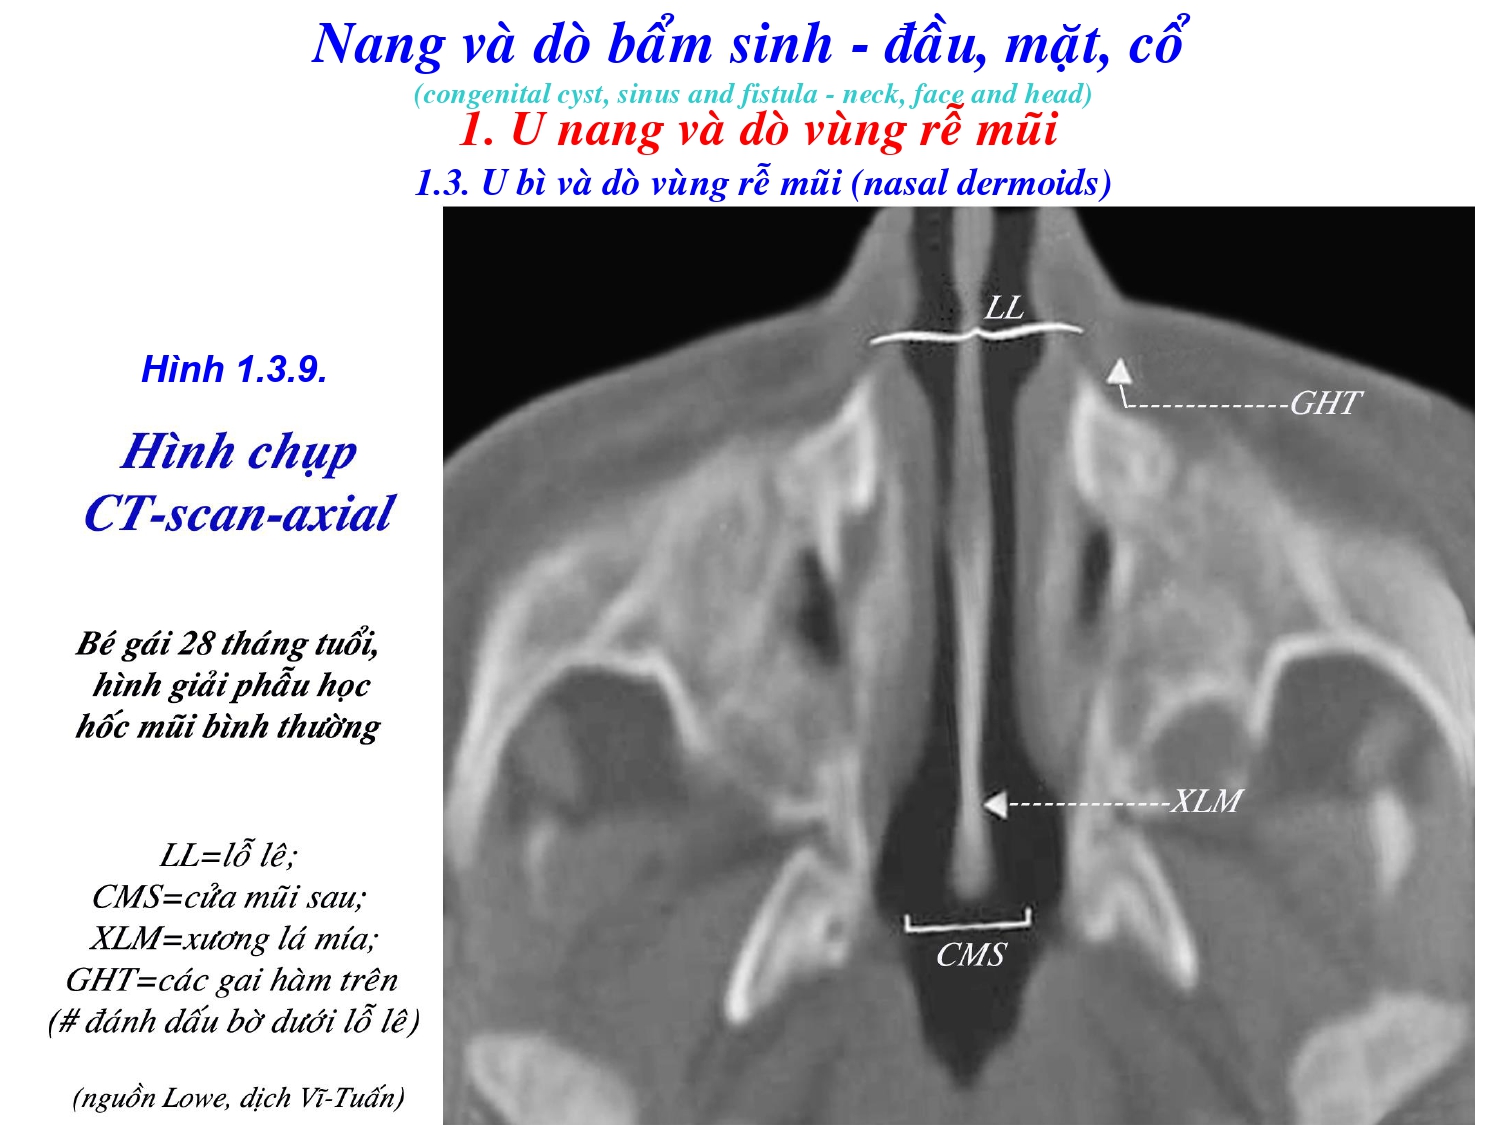 Nang và dò bẩm sinh - đầu, mặt, cổ
(congenital cyst, sinus and fistula - neck, face and head)
1. U nang và dò vùng rễ mũi
1.3. U bì và dò vùng rễ mũi (nasal dermoids)
Hình 1.3.9.
Hình chụp
CT-scan-axial
Bé gái 28 tháng tuổi,
hình giải phẫu học
hốc mũi bình thường
LL=lỗ lê;
CMS=cửa mũi sau;
XLM=xương lá mía;
GHT=các gai hàm trên
(# đánh dấu bờ dưới lỗ lê)
(nguồn Lowe, dịch Vĩ-Tuấn)
LL
GHT
XLM
CMS